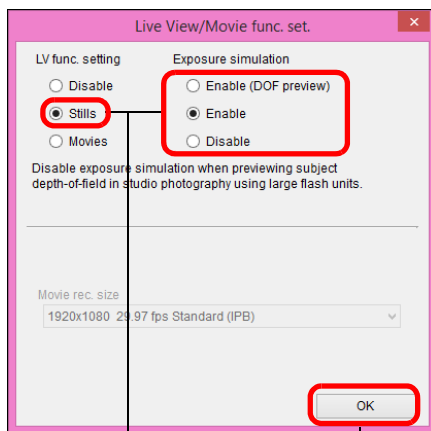 Live View/Movie func. set.
LV func. setting
Exposure simulation
Disable
Enable (DOF preview)
Stills
Enable
Movies
Disable
Disable exposure simulation when previewing subject
depth-of-field in studio photography using large flash units.
Movie rec. size
1920x1080 29.97 fps Standard (IPB)
OK